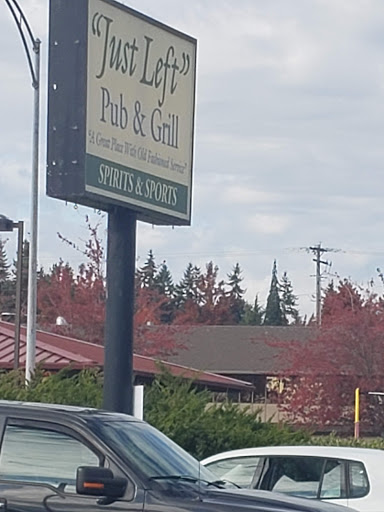 "Just Left"
Pub & Grill
"A Great Place With Old Fashioned Service"
SPIRITS & SPORTS